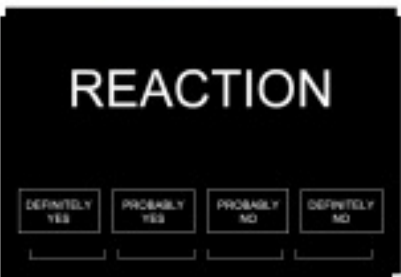 REACTION
DEFINITELY
YES
PROBABLY
YES
PROBABLY
NO
DEFINITELY
NO